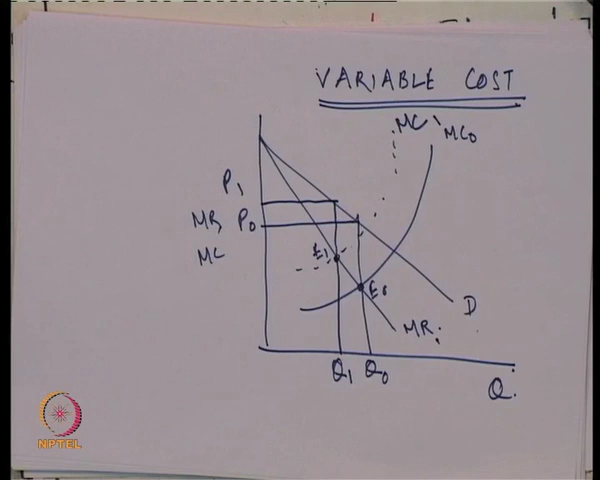 VARIABLE COST
MC' MC0
P1
MR, P0
MC
E1
E0
D
MR
Q1 Q0
Q
NPTEL